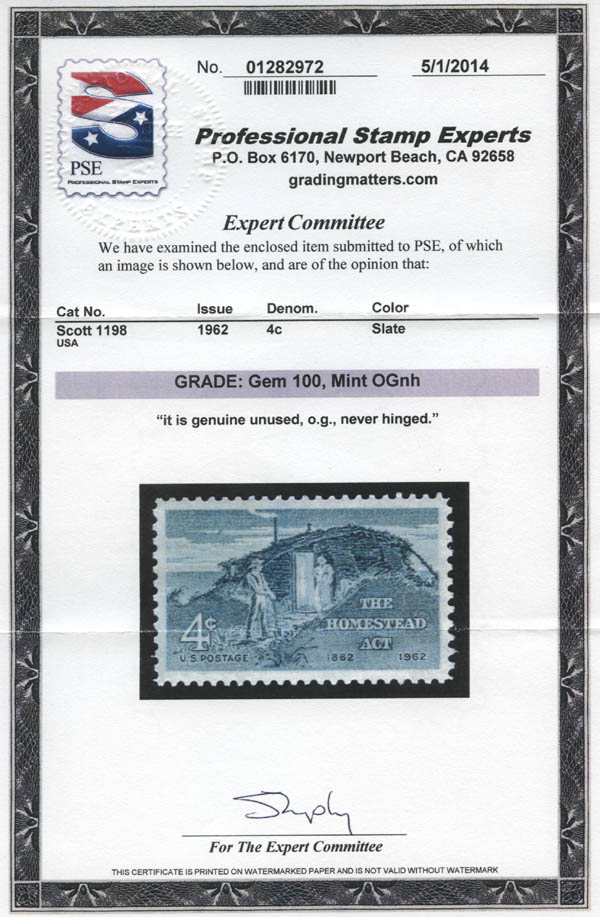 PSE
PROFESSIONAL STAMP EXPERTS
No. 01282972 5/1/2014
Professional Stamp Experts
P.O. Box 6170, Newport Beach, CA 92658
gradingmatters.com
Expert Committee
We have examined the enclosed item submitted to PSE, of which
an image is shown below, and are of the opinion that:
Cat No. Issue Denom. Color
Scott 1198 1962 4c Slate
USA
GRADE: Gem 100, Mint OGnh
“it is genuine unused, o.g., never hinged.”
4¢
U.S. POSTAGE
THE
HOMESTEAD
ACT
1862 1962
For The Expert Committee
THIS CERTIFICATE IS PRINTED ON WATERMARKED PAPER AND IS NOT VALID WITHOUT WATERMARK